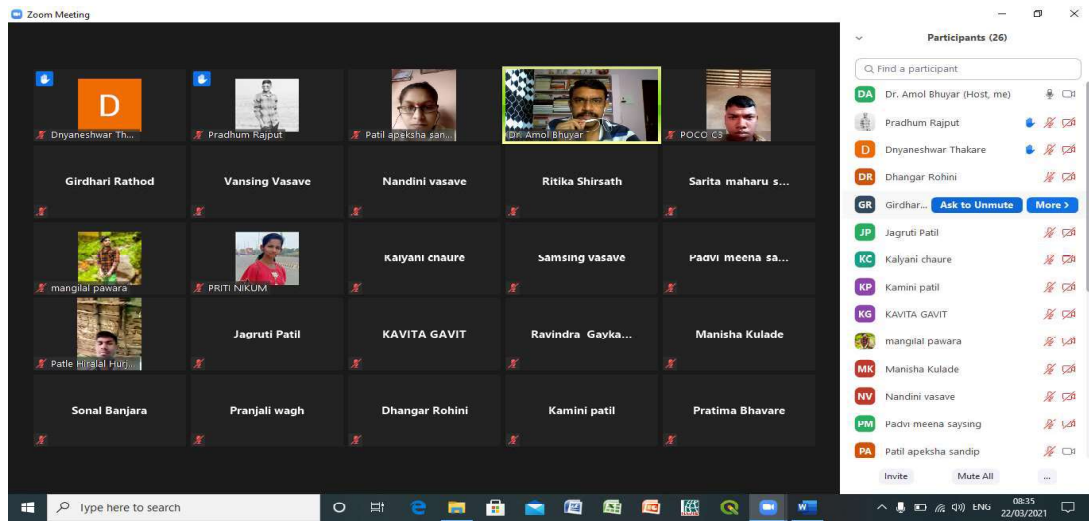 Zoom Meeting
Participants (26)
Find a participant
DA Dr. Amol Bhuyar (Host, me)
Pradhum Rajput
D Dnyaneshwar Thakare
DR Dhangar Rohini
GR Girdhar... Ask to Unmute More >
JP Jagruti Patil
KC Kalyani chaure
KP Kamini patil
KG KAVITA GAVIT
mangilal pawara
MK Manisha Kulade
NV Nandini vasave
PM Padvi meena saysing
PA Patil apeksha sandip
Invite Mute All ...
D
Dnyaneshwar Th... Pradhum Rajput Patil apeksha san... Dr. Amol Bhuyar POCO C3
Girdhari Rathod Vansing Vasave Nandini vasave Ritika Shirsath Sarita maharu s...
Kalyani chaure Samsing vasave Padvi meena sa...
mangilal pawara PRITI NIKUM
Jagruti Patil KAVITA GAVIT Ravindra Gayka... Manisha Kulade
Patle Hiralal Hurj...
Sonal Banjara Pranjali wagh Dhangar Rohini Kamini patil Pratima Bhavare
Type here to search
ENG
08:35
22/03/2021